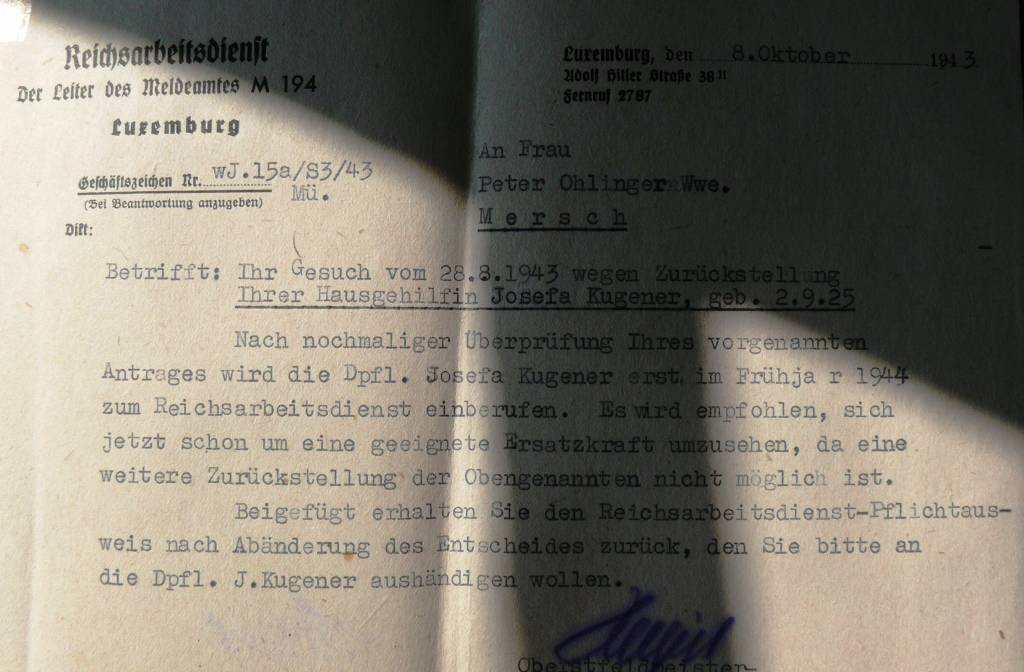 Reichsarbeitsdienst
Der Leiter des Meldeamtes M 194
Luxemburg
Luxemburg, den 8.Oktober 1943
Adolf Hitler Straße 38 II
Fernruf 2787
Geschäftszeichen Nr. wJ.15a/S3/43
Mü.
(Bei Beantwortung anzugeben)
Dikt:
An Frau
Peter Ohlinger Wwe.
Mersch
Betrifft: Ihr Gesuch vom 28.8.1943 wegen Zurückstellung
Ihrer Hausgehilfin Josefa Kugener, geb. 2.9.25
Nach nochmaliger Überprüfung Ihres vorgenannten
Antrages wird die Dpfl. Josefa Kugener erst im Frühja r 1944
zum Reichsarbeitsdienst einberufen. Es wird empfohlen, sich
jetzt schon um eine geeignete Ersatzkraft umzusehen, da eine
weitere Zurückstellung der Obengenannten nicht möglich ist.
Beigefügt erhalten Sie den Reichsarbeitsdienst-Pflichtaus-
weis nach Abänderung des Entscheides zurück, den Sie bitte an
die Dpfl. J.Kugener aushändigen wollen.
Oberstfeldmeister